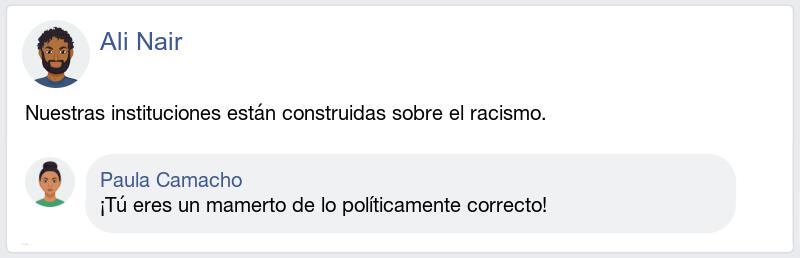 Ali Nair
Nuestras instituciones están construidas sobre el racismo.
Paula Camacho
¡Tú eres un mamerto de lo políticamente correcto!